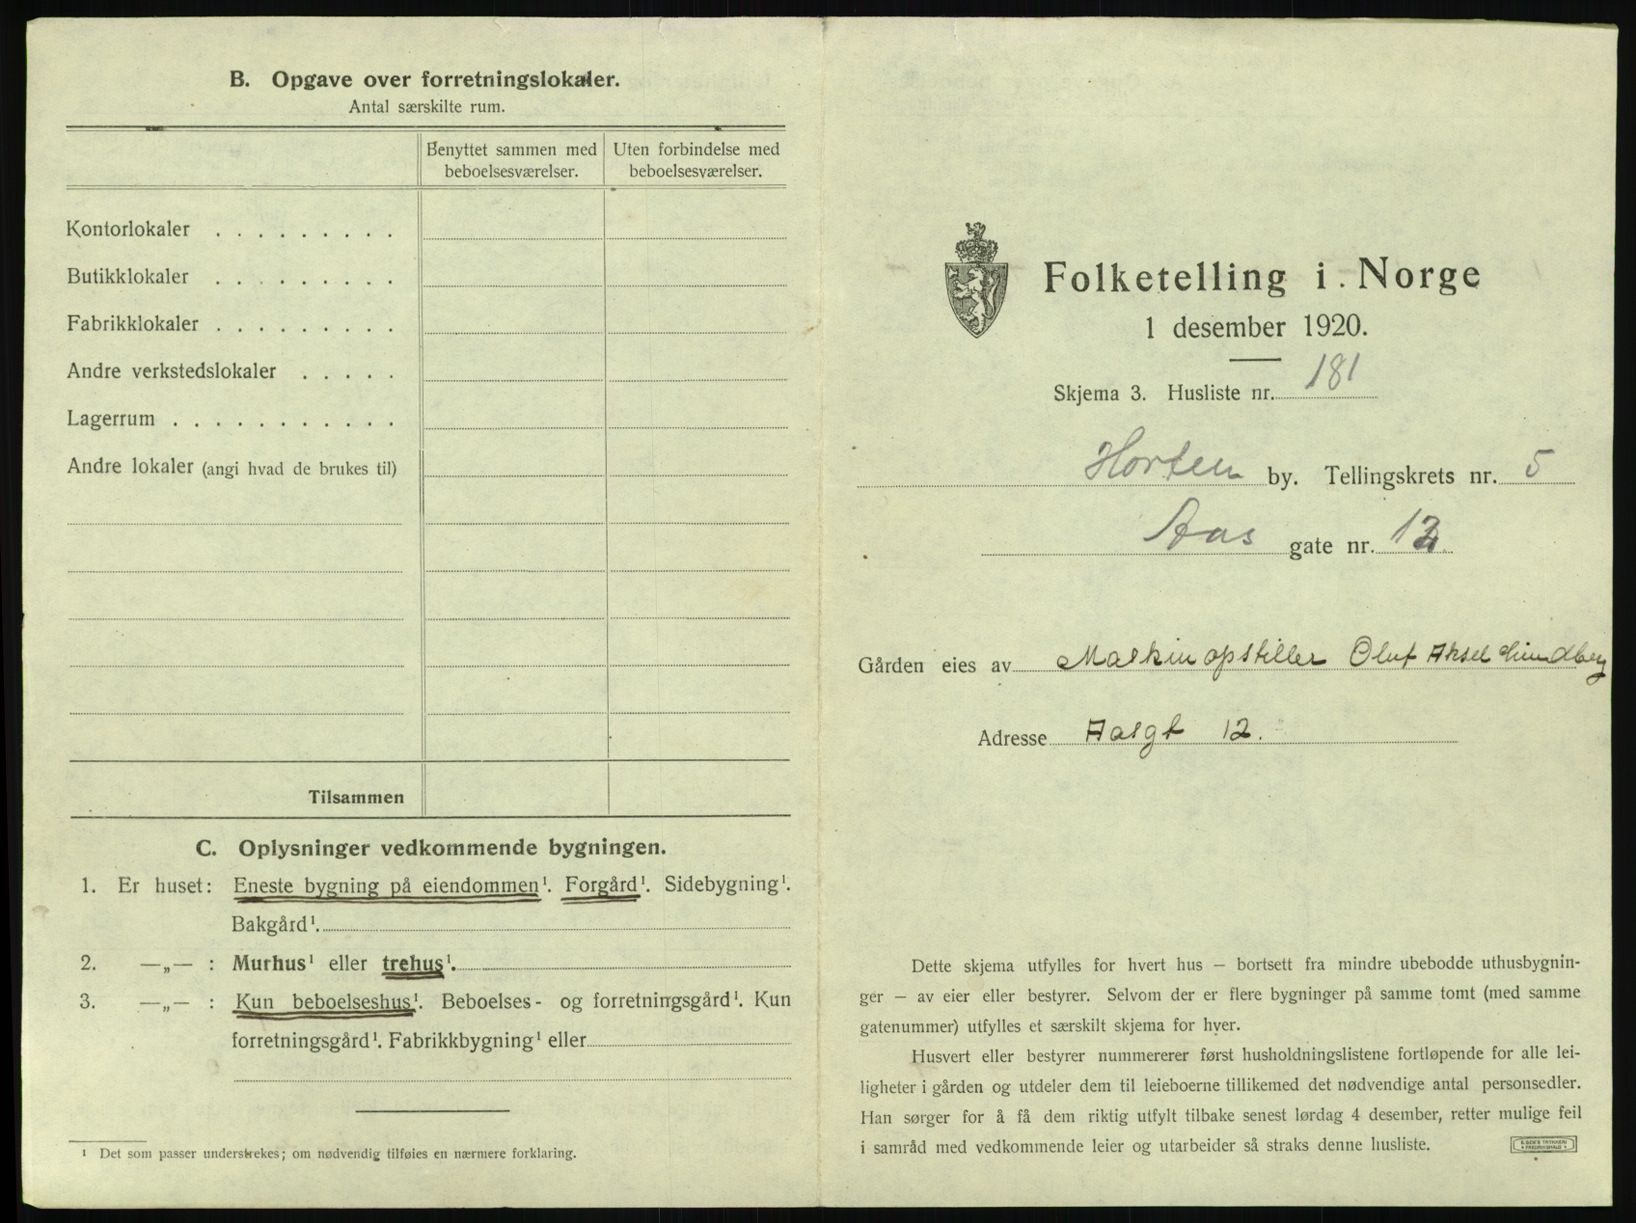 B. Opgave over forretningslokaler.
Antal særskilte rum.
Benyttet sammen med beboelsesværelser.
Uten forbindelse med beboelsesværelser.
Kontorlokaler . . . . . . . . .
Butikklokaler . . . . . . . . .
Fabrikklokaler . . . . . . . . .
Andre verkstedslokaler . . . . .
Lagerrum . . . . . . . . . . .
Andre lokaler (angi hvad de brukes til)
Tilsammen
C. Oplysninger vedkommende bygningen.
1. Er huset: Eneste bygning på eiendommen¹. Forgård¹. Sidebygning¹.
Bakgård¹.
2. —„— : Murhus¹ eller trehus¹.
3. —„— : Kun beboelseshus¹. Beboelses- og forretningsgård¹. Kun
forretningsgård¹. Fabrikkbygning¹ eller
¹ Det som passer understrekes; om nødvendig tilføies en nærmere forklaring.
Folketelling i Norge
1 desember 1920.
Skjema 3. Husliste nr. 181
Horten by. Tellingskrets nr. 5
Aas gate nr. 12
Gården eies av Maskinopstiller Oluf Aksel Lindberg
Adresse Aasgt 12.
Dette skjema utfylles for hvert hus – bortsett fra mindre ubebodde uthusbygnin-
ger – av eier eller bestyrer. Selvom der er flere bygninger på samme tomt (med samme
gatenummer) utfylles et særskilt skjema for hver.
Husvert eller bestyrer nummererer først husholdningslistene fortløpende for alle lei-
ligheter i gården og utdeler dem til leieboerne tillikemed det nødvendige antal personsedler.
Han sørger for å få dem riktig utfylt tilbake senest lørdag 4 desember, retter mulige feil
i samråd med vedkommende leier og utarbeider så straks denne husliste.